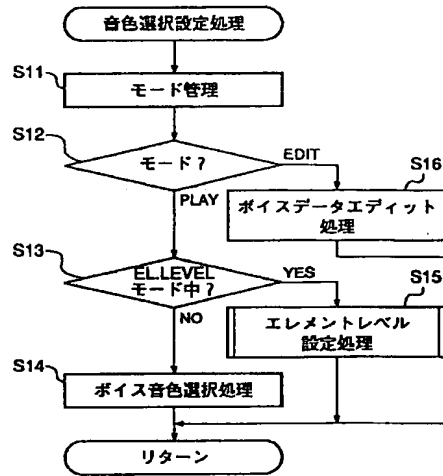 音色選択設定処理
S11
モード管理
S12
モード?
EDIT
S16
PLAY
ボイスデータエディット
処理
S13
EL.LEVEL
モード中?
YES
S15
NO
エレメントレベル
設定処理
S14
ボイス音色選択処理
リターン